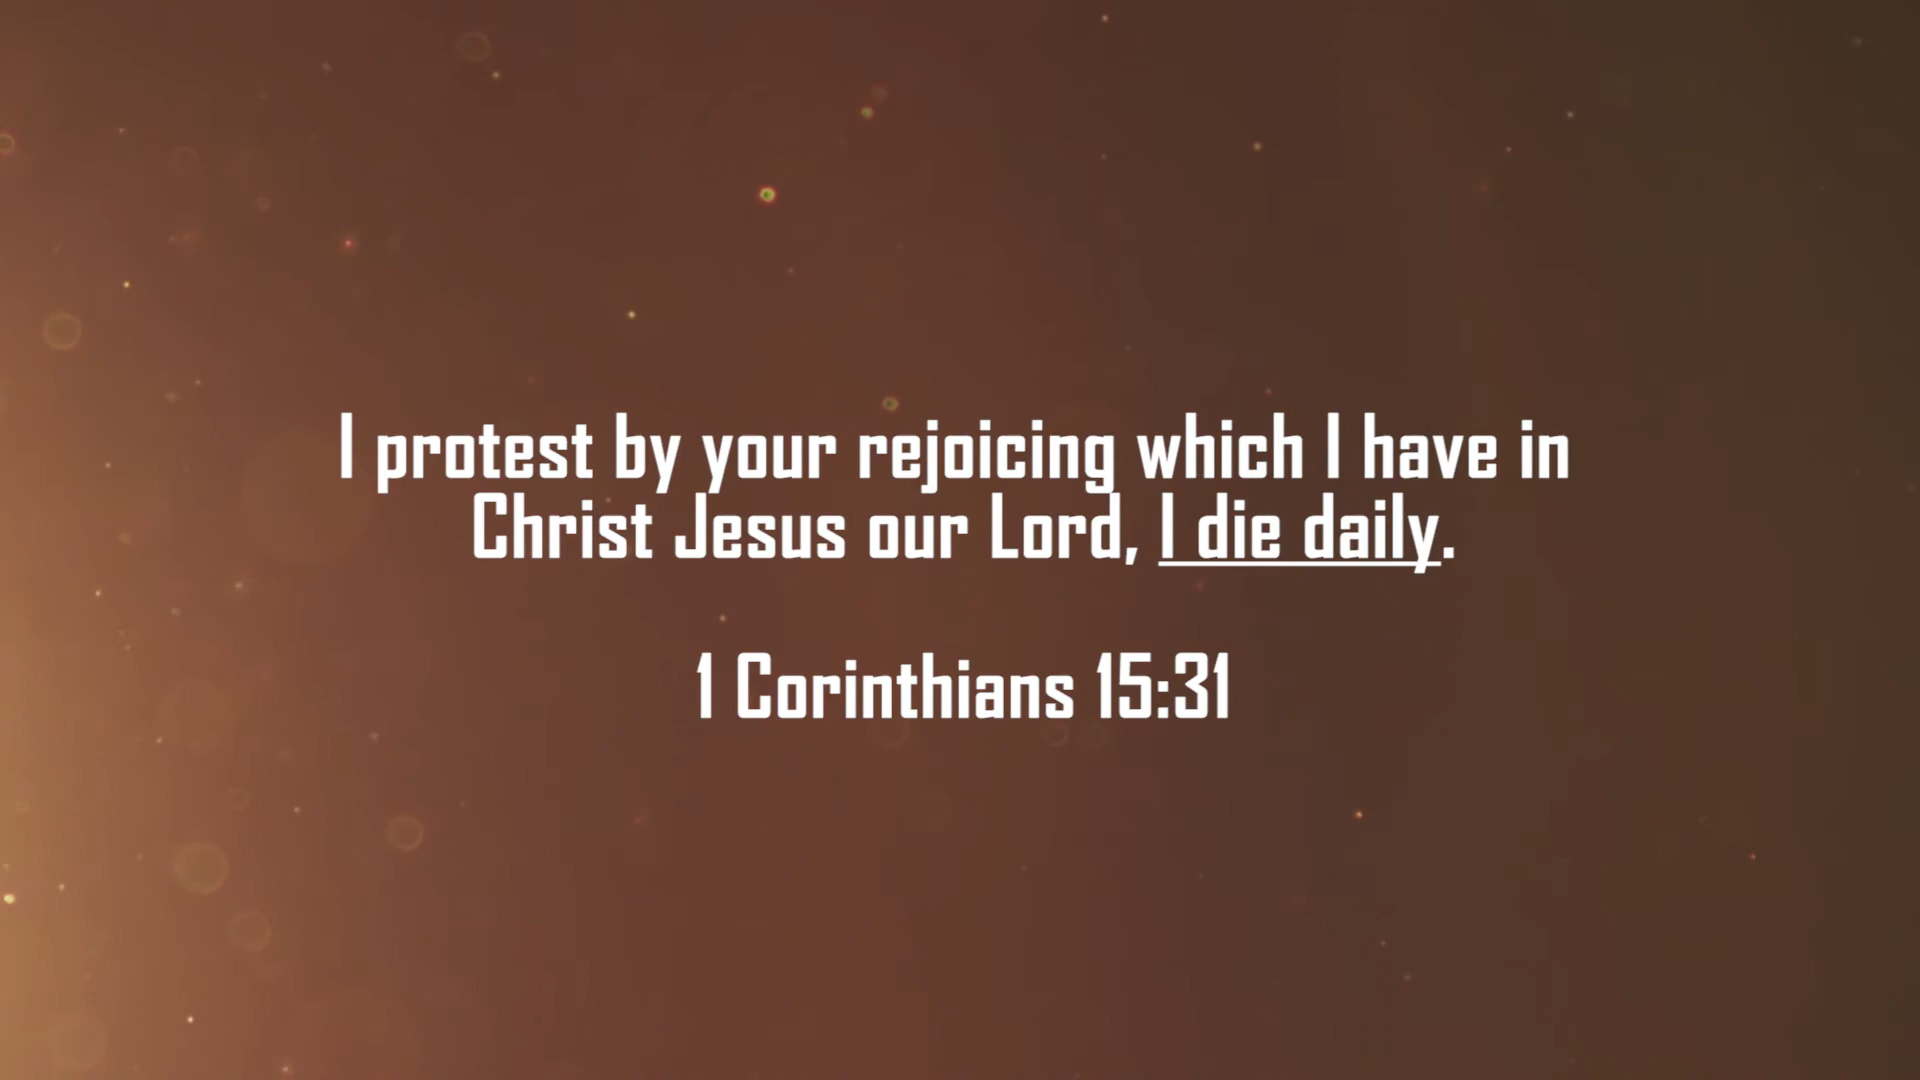 I protest by your rejoicing which I have in
Christ Jesus our Lord, I die daily.
1 Corinthians 15:31